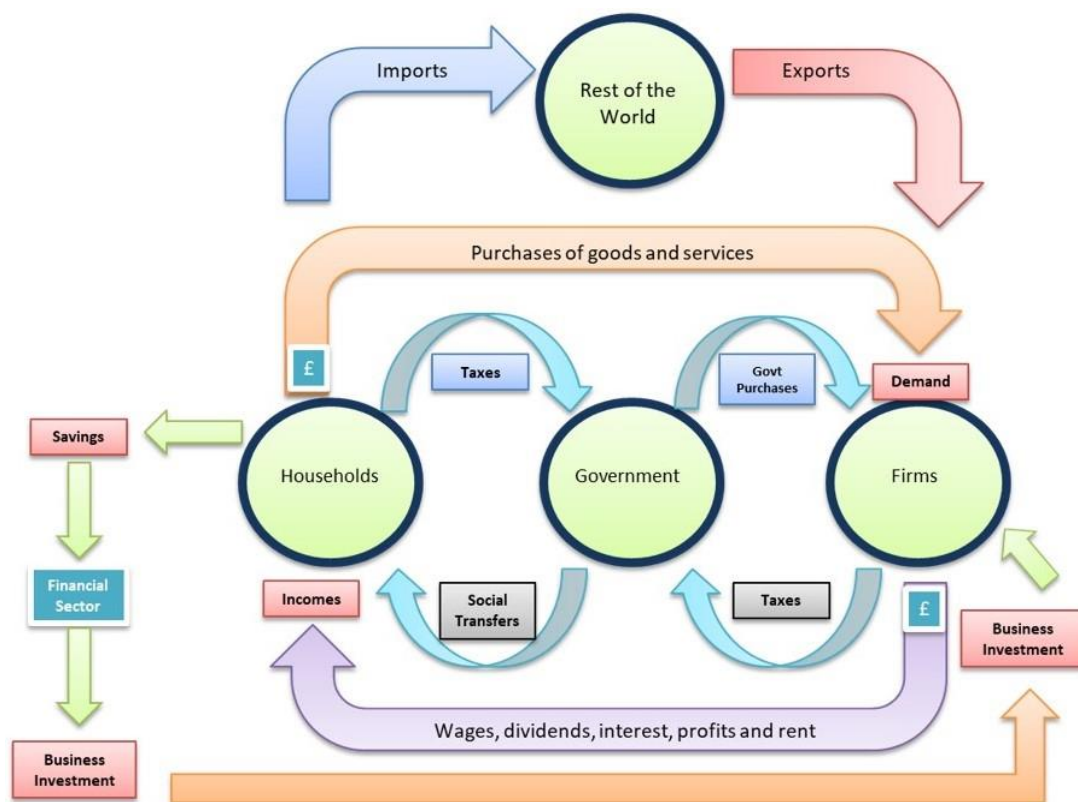 Imports
Exports
Rest of the
World
Purchases of goods and services
£
Taxes
Govt
Purchases
Demand
Savings
Households
Government
Firms
Financial
Sector
Incomes
Social
Transfers
Taxes
£
Business
Investment
Wages, dividends, interest, profits and rent
Business
Investment